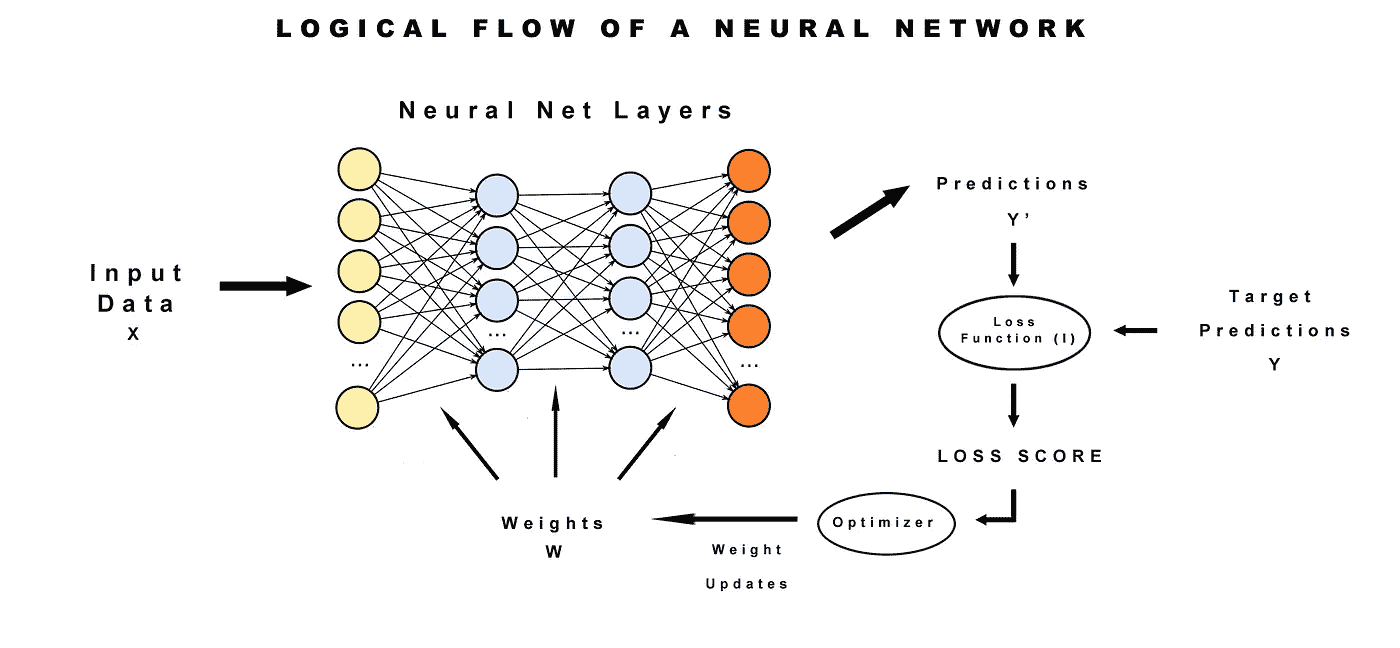 LOGICAL FLOW OF A NEURAL NETWORK
Neural Net Layers
Input
Data
X
...
...
...
...
Predictions
Y'
Loss
Function (l)
Target
Predictions
Y
LOSS SCORE
Optimizer
Weight
Updates
Weights
W